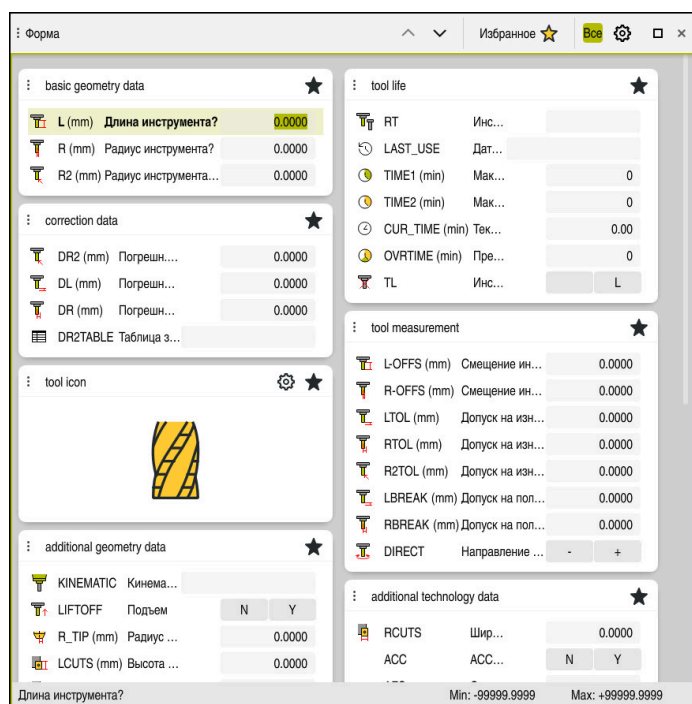 Форма
Избранное
Все
basic geometry data
L (mm) Длина инструмента? 0.0000
R (mm) Радиус инструмента? 0.0000
R2 (mm) Радиус инструмента… 0.0000
correction data
DR2 (mm) Погрешн.… 0.0000
DL (mm) Погрешн… 0.0000
DR (mm) Погрешн… 0.0000
DR2TABLE Таблица з…
tool icon
additional geometry data
KINEMATIC Кинема…
LIFTOFF Подъем N Y
R_TIP (mm) Радиус … 0.0000
LCUTS (mm) Высота … 0.0000
tool life
RT Инс…
LAST_USE Дат…
TIME1 (min) Мак… 0
TIME2 (min) Мак… 0
CUR_TIME (min) Тек… 0.00
OVRTIME (min) Пре… 0
TL Инс… L
tool measurement
L-OFFS (mm) Смещение ин… 0.0000
R-OFFS (mm) Смещение ин… 0.0000
LTOL (mm) Допуск на изн… 0.0000
RTOL (mm) Допуск на изн… 0.0000
R2TOL (mm) Допуск на изн… 0.0000
LBREAK (mm) Допуск на пол… 0.0000
RBREAK (mm) Допуск на пол… 0.0000
DIRECT Направление … - +
additional technology data
RCUTS Шир… 0.0000
ACC ACC… N Y
Длина инструмента? Min: -99999.9999 Max: +99999.9999